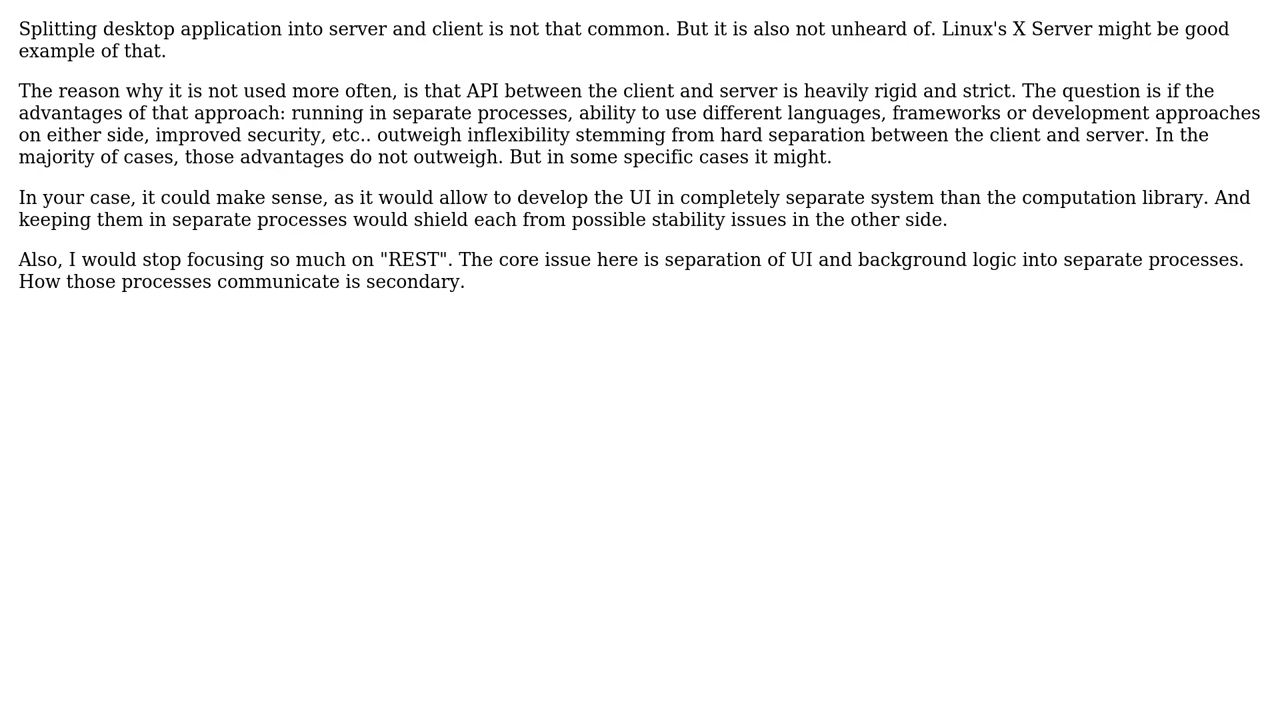 Splitting desktop application into server and client is not that common. But it is also not unheard of. Linux's X Server might be good
example of that.
The reason why it is not used more often, is that API between the client and server is heavily rigid and strict. The question is if the
advantages of that approach: running in separate processes, ability to use different languages, frameworks or development approaches
on either side, improved security, etc.. outweigh inflexibility stemming from hard separation between the client and server. In the
majority of cases, those advantages do not outweigh. But in some specific cases it might.
In your case, it could make sense, as it would allow to develop the UI in completely separate system than the computation library. And
keeping them in separate processes would shield each from possible stability issues in the other side.
Also, I would stop focusing so much on "REST". The core issue here is separation of UI and background logic into separate processes.
How those processes communicate is secondary.